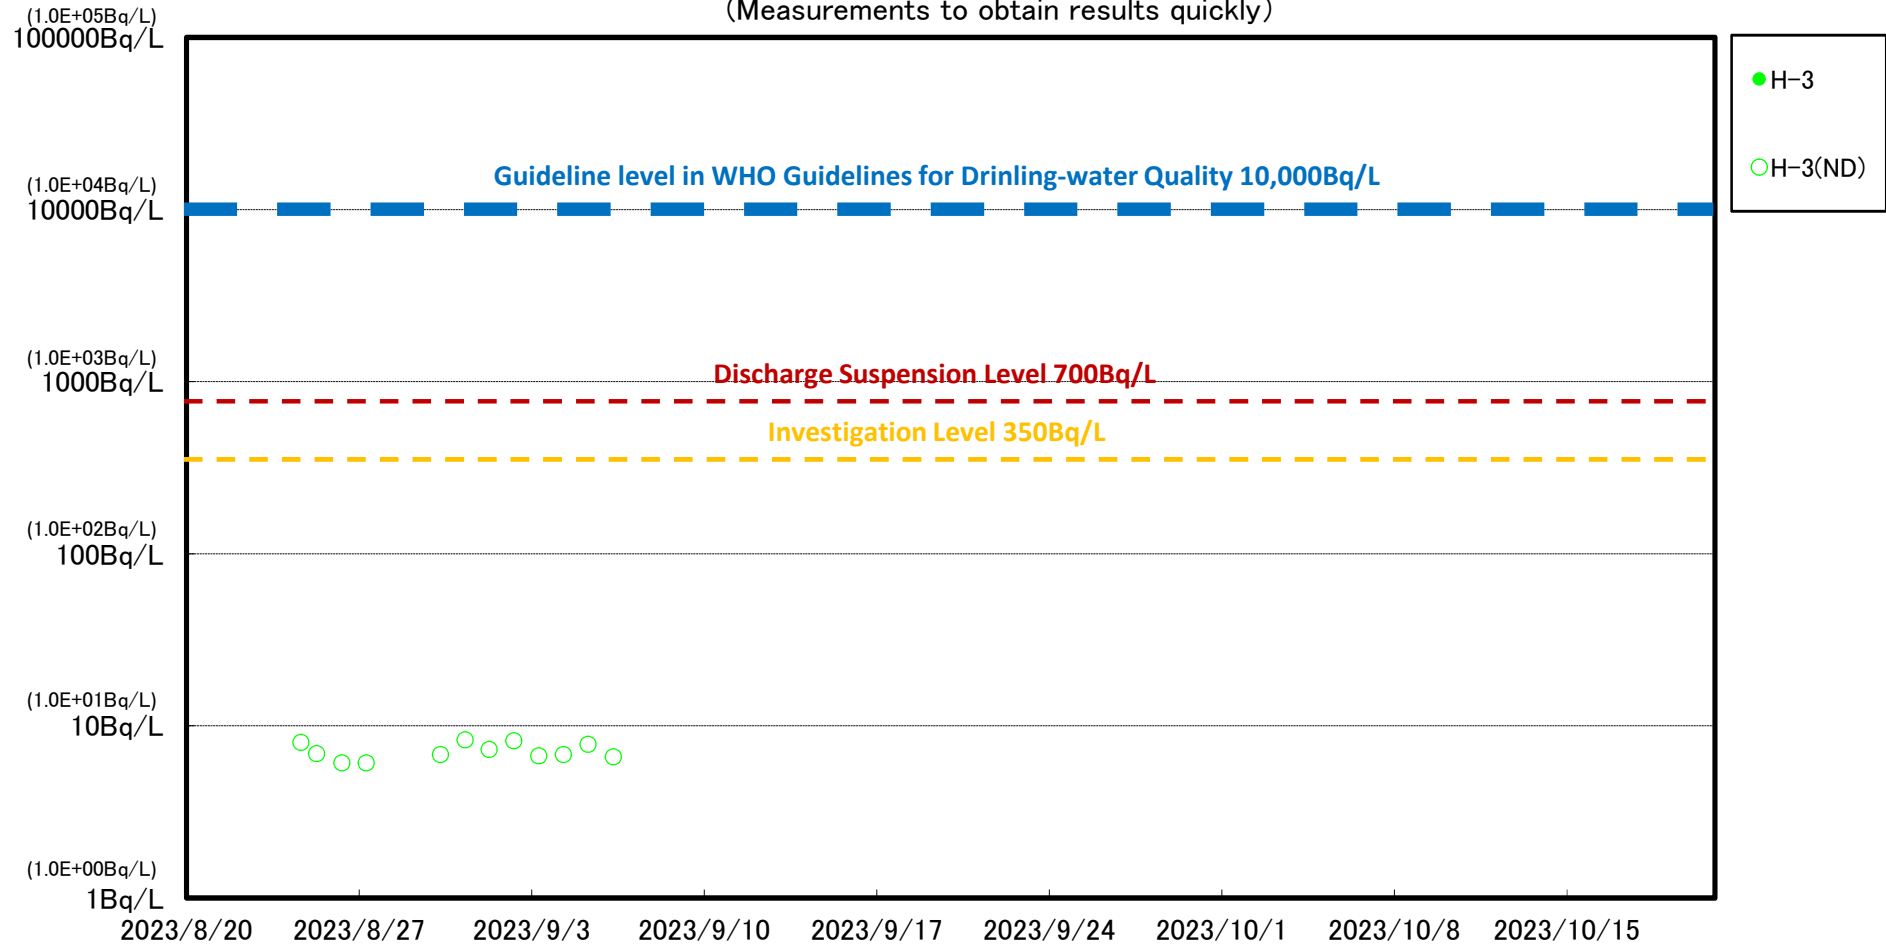 (Measurements to obtain results quickly)
(1.0E+05Bq/L)
100000Bq/L
H-3
H-3(ND)
Guideline level in WHO Guidelines for Drinling-water Quality 10,000Bq/L
(1.0E+04Bq/L)
10000Bq/L
(1.0E+03Bq/L)
1000Bq/L
Discharge Suspension Level 700Bq/L
Investigation Level 350Bq/L
(1.0E+02Bq/L)
100Bq/L
(1.0E+01Bq/L)
10Bq/L
(1.0E+00Bq/L)
1Bq/L
2023/8/20 2023/8/27 2023/9/3 2023/9/10 2023/9/17 2023/9/24 2023/10/1 2023/10/8 2023/10/15